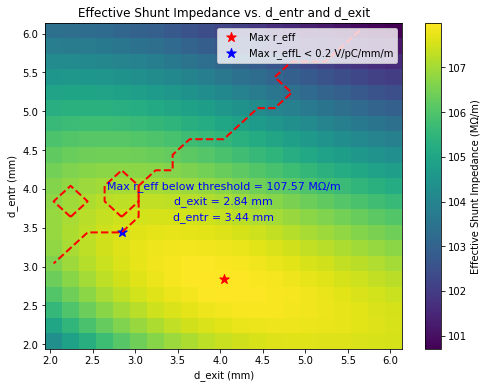 Effective Shunt Impedance vs. d_entr and d_exit
Max r_eff
Max r_effL < 0.2 V/pC/mm/m
Max r_eff below threshold = 107.57 MΩ/m
d_exit = 2.84 mm
d_entr = 3.44 mm
d_entr (mm)
6.0
5.5
5.0
4.5
4.0
3.5
3.0
2.5
2.0
2.0 2.5 3.0 3.5 4.0 4.5 5.0 5.5 6.0
d_exit (mm)
107
106
105
104
103
102
101
Effective Shunt Impedance (MΩ/m)